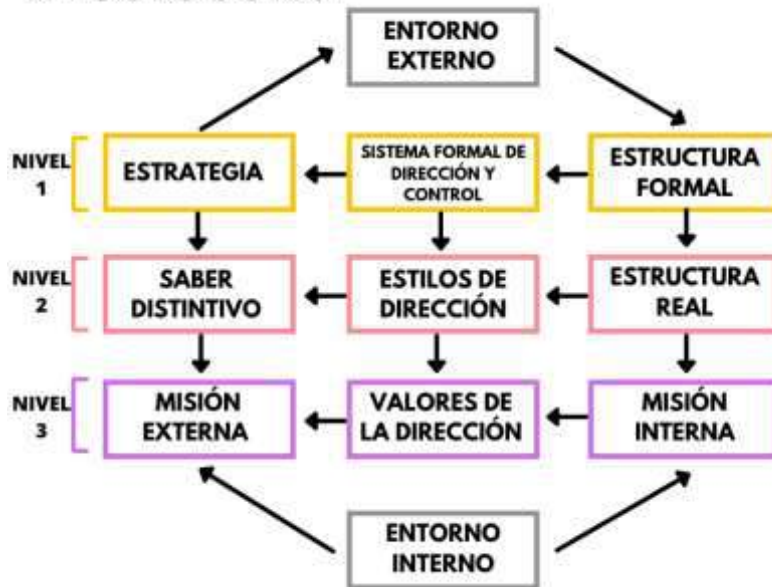 ENTORNO
EXTERNO
NIVEL
1
ESTRATEGIA
SISTEMA FORMAL DE
DIRECCIÓN Y
CONTROL
ESTRUCTURA
FORMAL
NIVEL
2
SABER
DISTINTIVO
ESTILOS DE
DIRECCIÓN
ESTRUCTURA
REAL
NIVEL
3
MISIÓN
EXTERNA
VALORES DE
LA DIRECCIÓN
MISIÓN
INTERNA
ENTORNO
INTERNO